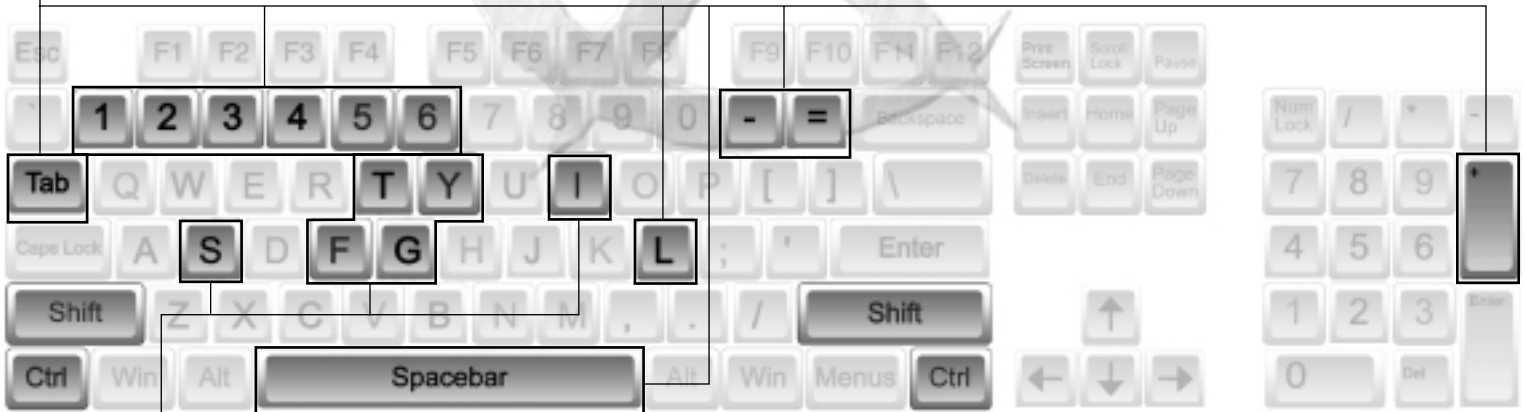 Esc F1 F2 F3 F4 F5 F6 F7 F8 F9 F10 F11 F12 Print Screen Scroll Lock Pause
` 1 2 3 4 5 6 7 8 9 0 - = Backspace Insert Home Page Up Num Lock / * -
Tab Q W E R T Y U I O P [ ] \ Delete End Page Down 7 8 9 +
Caps Lock A S D F G H J K L ; ' Enter 4 5 6
Shift Z X C V B N M , . / Shift ↑ 1 2 3 Enter
Ctrl Win Alt Spacebar Alt Win Menus Ctrl ← ↓ → 0 Del